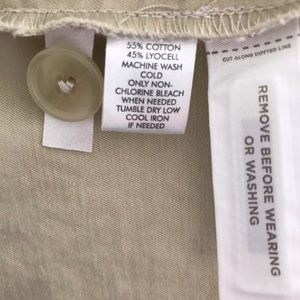 55% COTTON
45% LYOCELL
MACHINE WASH
COLD
ONLY NON-
CHLORINE BLEACH
WHEN NEEDED
TUMBLE DRY LOW
COOL IRON
IF NEEDED
CUT ALONG DOTTED LINE
REMOVE BEFORE WEARING
OR WASHING